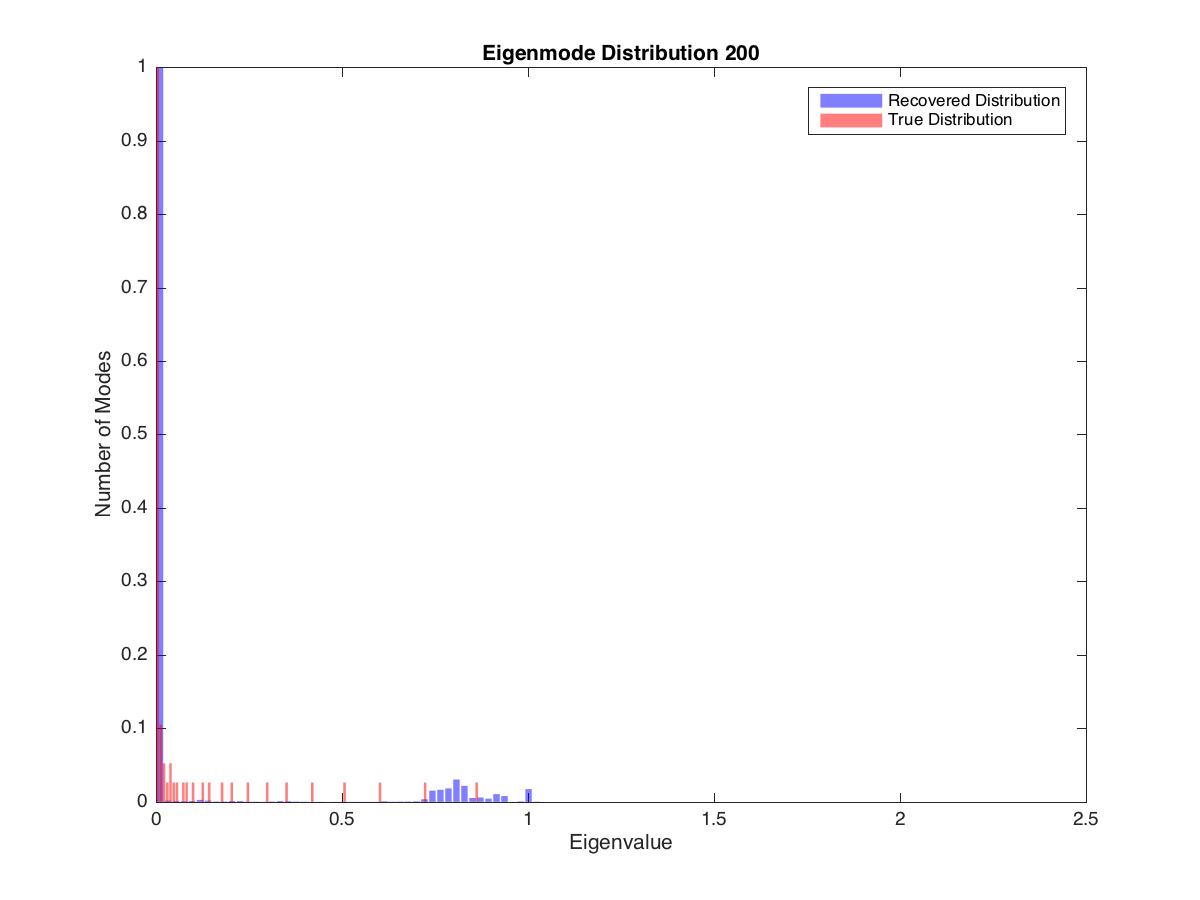 Eigenmode Distribution 200
Recovered Distribution
True Distribution
1
0.9
0.8
0.7
0.6
0.5
0.4
0.3
0.2
0.1
0
Number of Modes
0 0.5 1 1.5 2 2.5
Eigenvalue